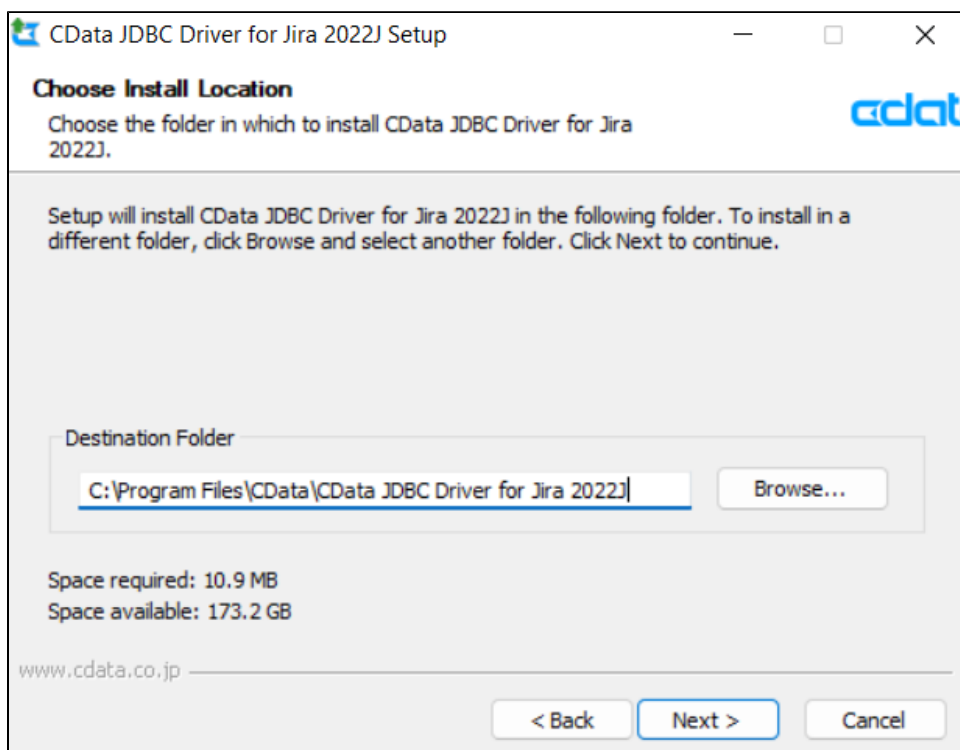 CData JDBC Driver for Jira 2022J Setup
Choose Install Location
Choose the folder in which to install CData JDBC Driver for Jira
2022J.
cdat
Setup will install CData JDBC Driver for Jira 2022J in the following folder. To install in a
different folder, click Browse and select another folder. Click Next to continue.
Destination Folder
C:\Program Files\CData\CData JDBC Driver for Jira 2022J
Browse...
Space required: 10.9 MB
Space available: 173.2 GB
www.cdata.co.jp
< Back
Next >
Cancel